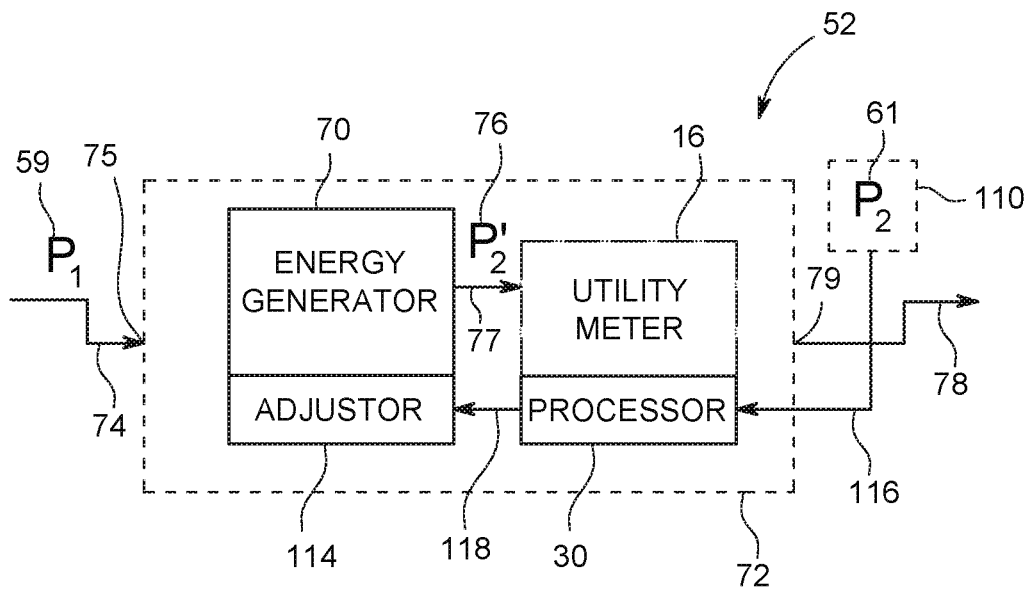 52
59
75
70
76
16
61
P₁
P₂'
P₂
110
ENERGY
GENERATOR
77
UTILITY
METER
79
78
74
ADJUSTOR
PROCESSOR
114
118
30
72
116